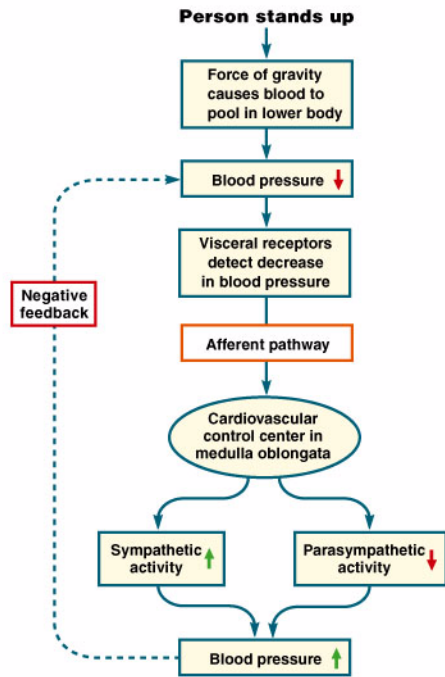 Person stands up
Force of gravity
causes blood to
pool in lower body
Blood pressure
Visceral receptors
detect decrease
in blood pressure
Negative
feedback
Afferent pathway
Cardiovascular
control center in
medulla oblongata
Sympathetic
activity
Parasympathetic
activity
Blood pressure